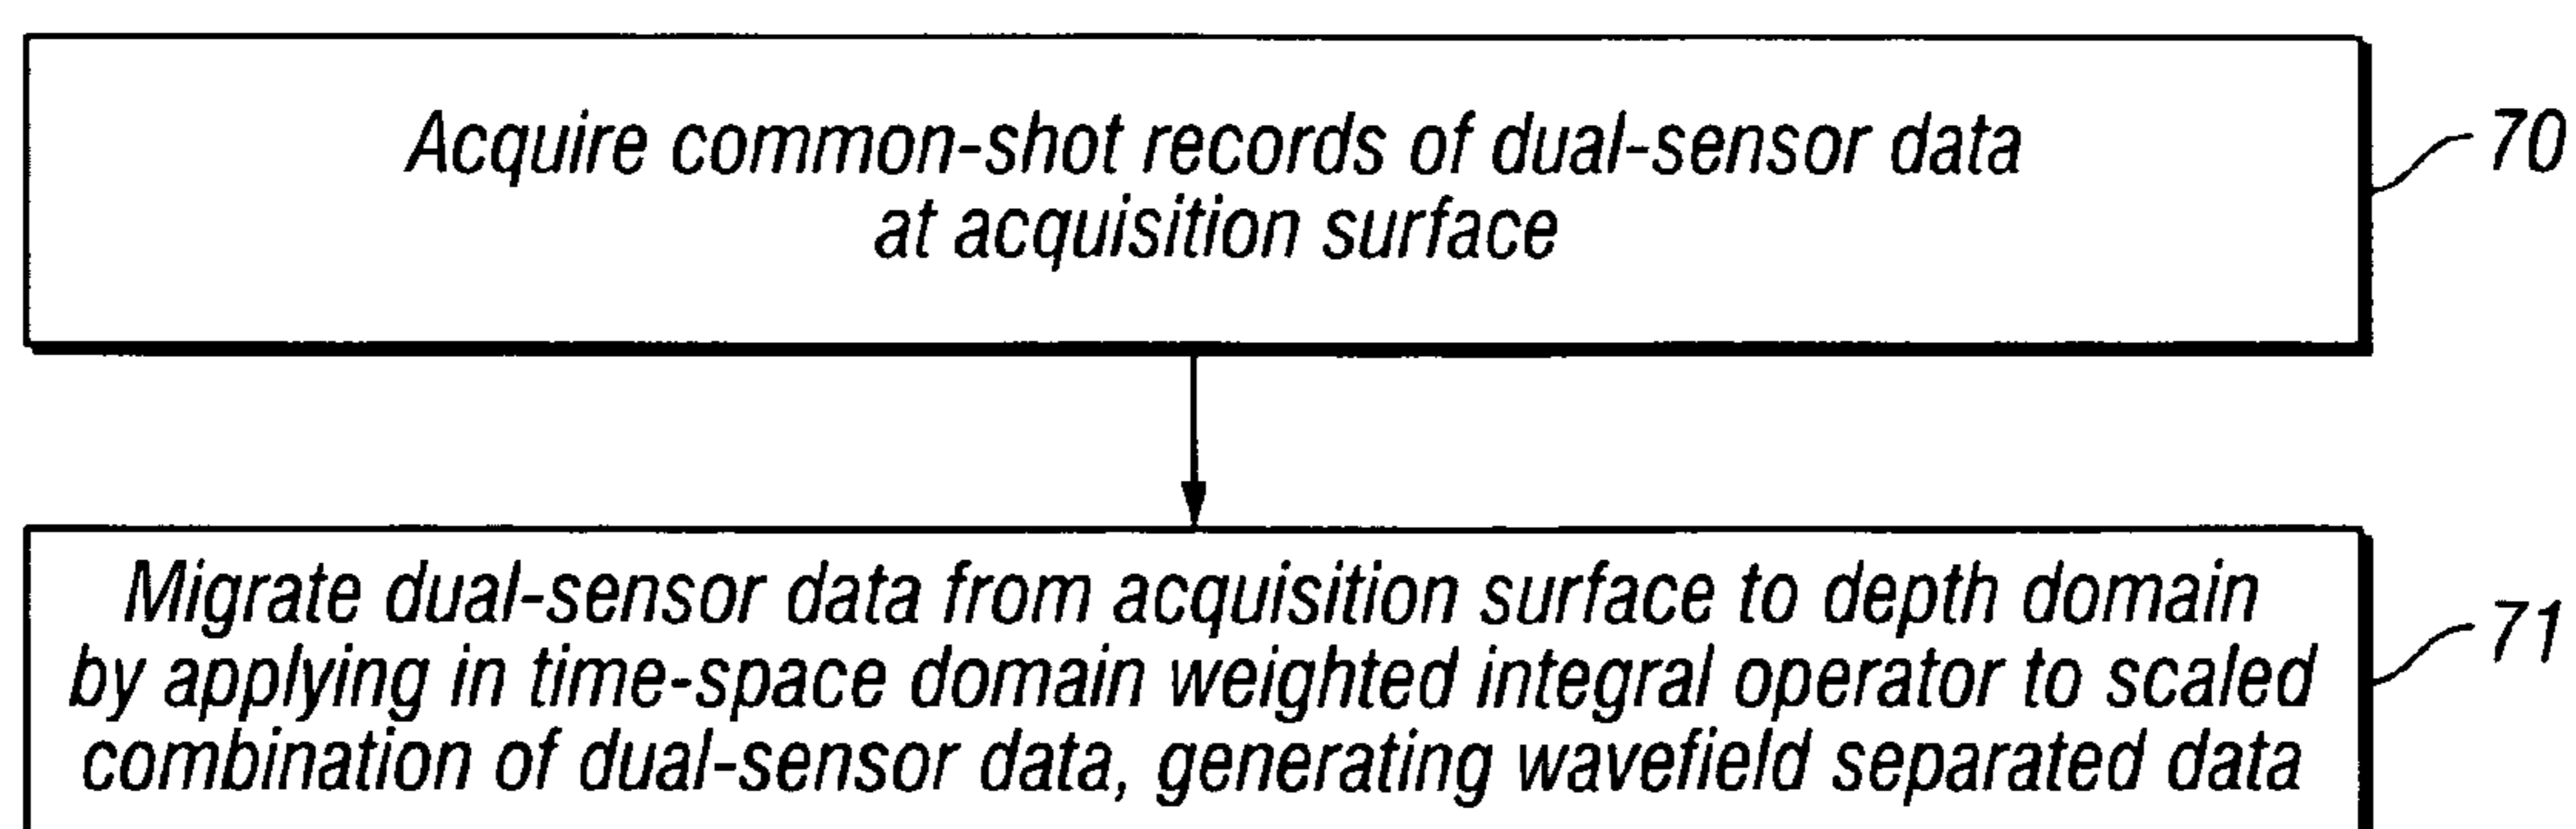 Acquire common-shot records of dual-sensor data
at acquisition surface
70
Migrate dual-sensor data from acquisition surface to depth domain
by applying in time-space domain weighted integral operator to scaled
combination of dual-sensor data, generating wavefield separated data
71